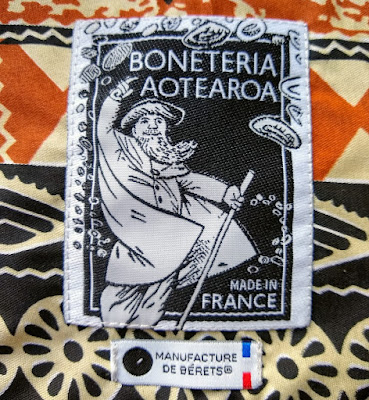 BONETERIA
AOTEAROA
MADE IN
FRANCE
MANUFACTURE
DE BÉRETS®